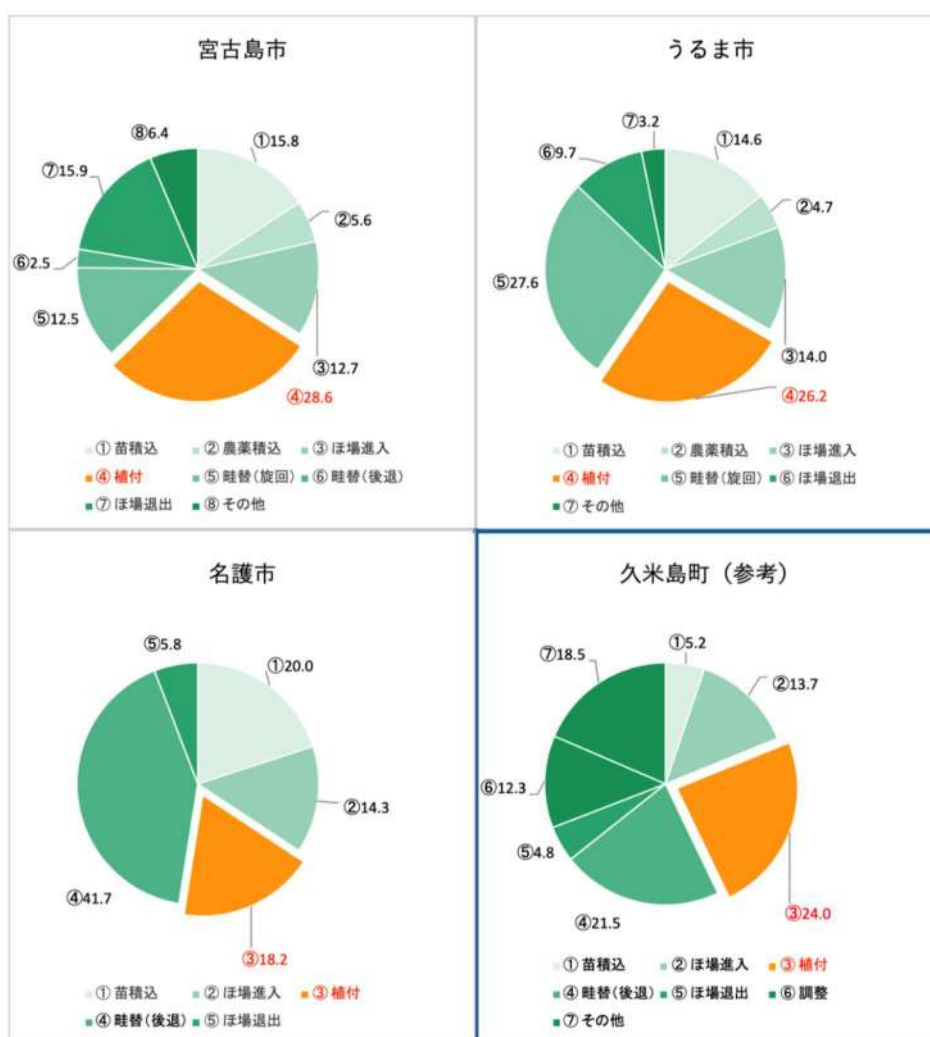 宮古島市
⑧6.4
①15.8
⑦15.9
②5.6
⑥2.5
⑤12.5
③12.7
④28.6
① 苗積込 ② 農薬積込 ③ ほ場進入
④ 植付 ⑤ 畦替(旋回) ⑥ 畦替(後退)
⑦ ほ場退出 ⑧ その他
うるま市
⑦3.2
①14.6
⑥9.7
②4.7
⑤27.6
③14.0
④26.2
① 苗積込 ② 農薬積込 ③ ほ場進入
④ 植付 ⑤ 畦替(旋回) ⑥ ほ場退出
⑦ その他
名護市
⑤5.8
①20.0
②14.3
④41.7
③18.2
① 苗積込 ② ほ場進入 ③ 植付
④ 畦替(後退) ⑤ ほ場退出
久米島町（参考）
①5.2
⑦18.5
②13.7
⑥12.3
⑤4.8
③24.0
④21.5
① 苗積込 ② ほ場進入 ③ 植付
④ 畦替(後退) ⑤ ほ場退出 ⑥ 調整
⑦ その他